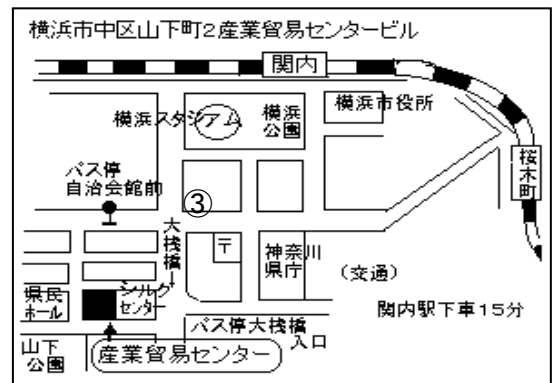 横浜市中区山下町2産業貿易センタービル
関内
横浜スタジアム
横浜
公園
横浜市役所
桜木町
バス停
自治会館前
③
大桟橋→
〒
神奈川
県庁
(交通)
県民
ホール
シルク
センター
関内駅下車15分
バス停大桟橋
入口
山下
公園
産業貿易センター